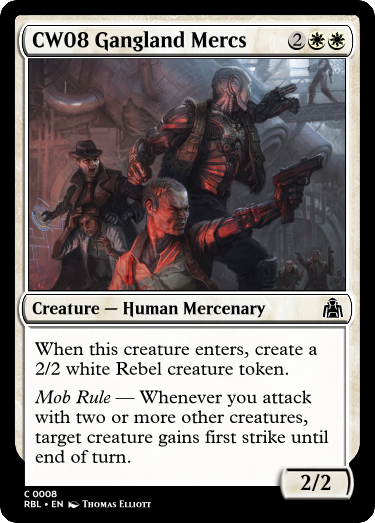 CW08 Gangland Mercs 2
Creature — Human Mercenary
When this creature enters, create a
2/2 white Rebel creature token.
Mob Rule — Whenever you attack
with two or more other creatures,
target creature gains first strike until
end of turn.
2/2
C 0008
RBL • EN Thomas Elliott